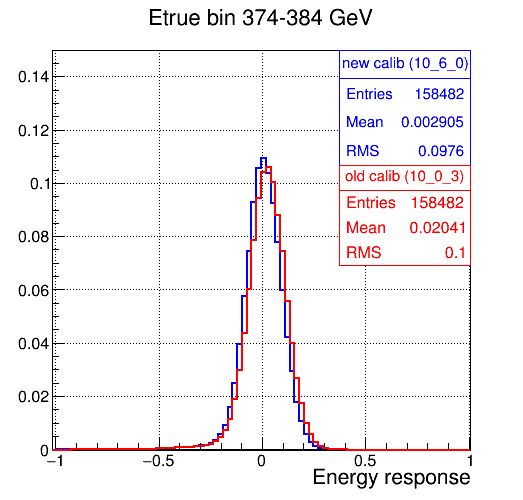 Etrue bin 374-384 GeV
new calib (10_6_0)
Entries 158482
Mean 0.002905
RMS 0.0976
old calib (10_0_3)
Entries 158482
Mean 0.02041
RMS 0.1
0.14
0.12
0.1
0.08
0.06
0.04
0.02
0
−1 −0.5 0 0.5 1
Energy response